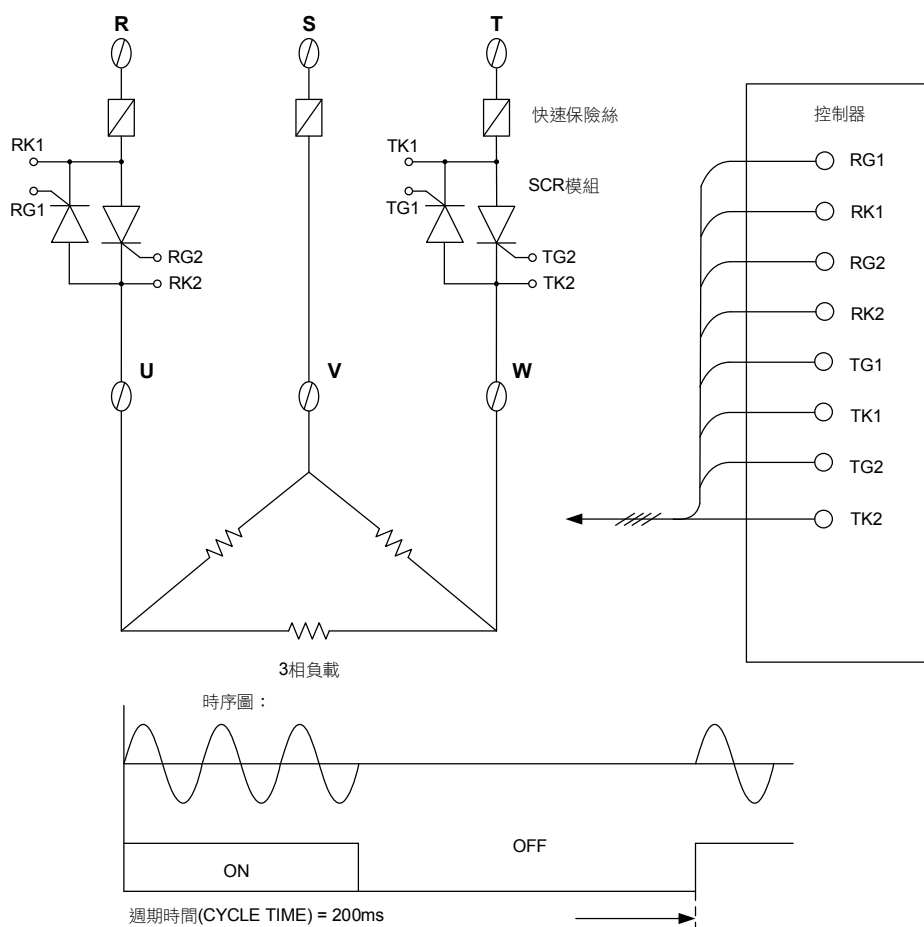 R
S
T
快速保險絲
控制器
RK1
TK1
RG1
SCR模組
RG1
TG1
RK1
RG2
TG2
RG2
RK2
TK2
RK2
U
V
W
TG1
TK1
TG2
TK2
3相負載
時序圖：
OFF
ON
週期時間(CYCLE TIME) = 200ms